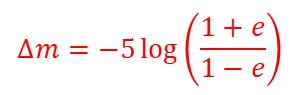 Δm = −5 log((1 + e)/(1 − e))